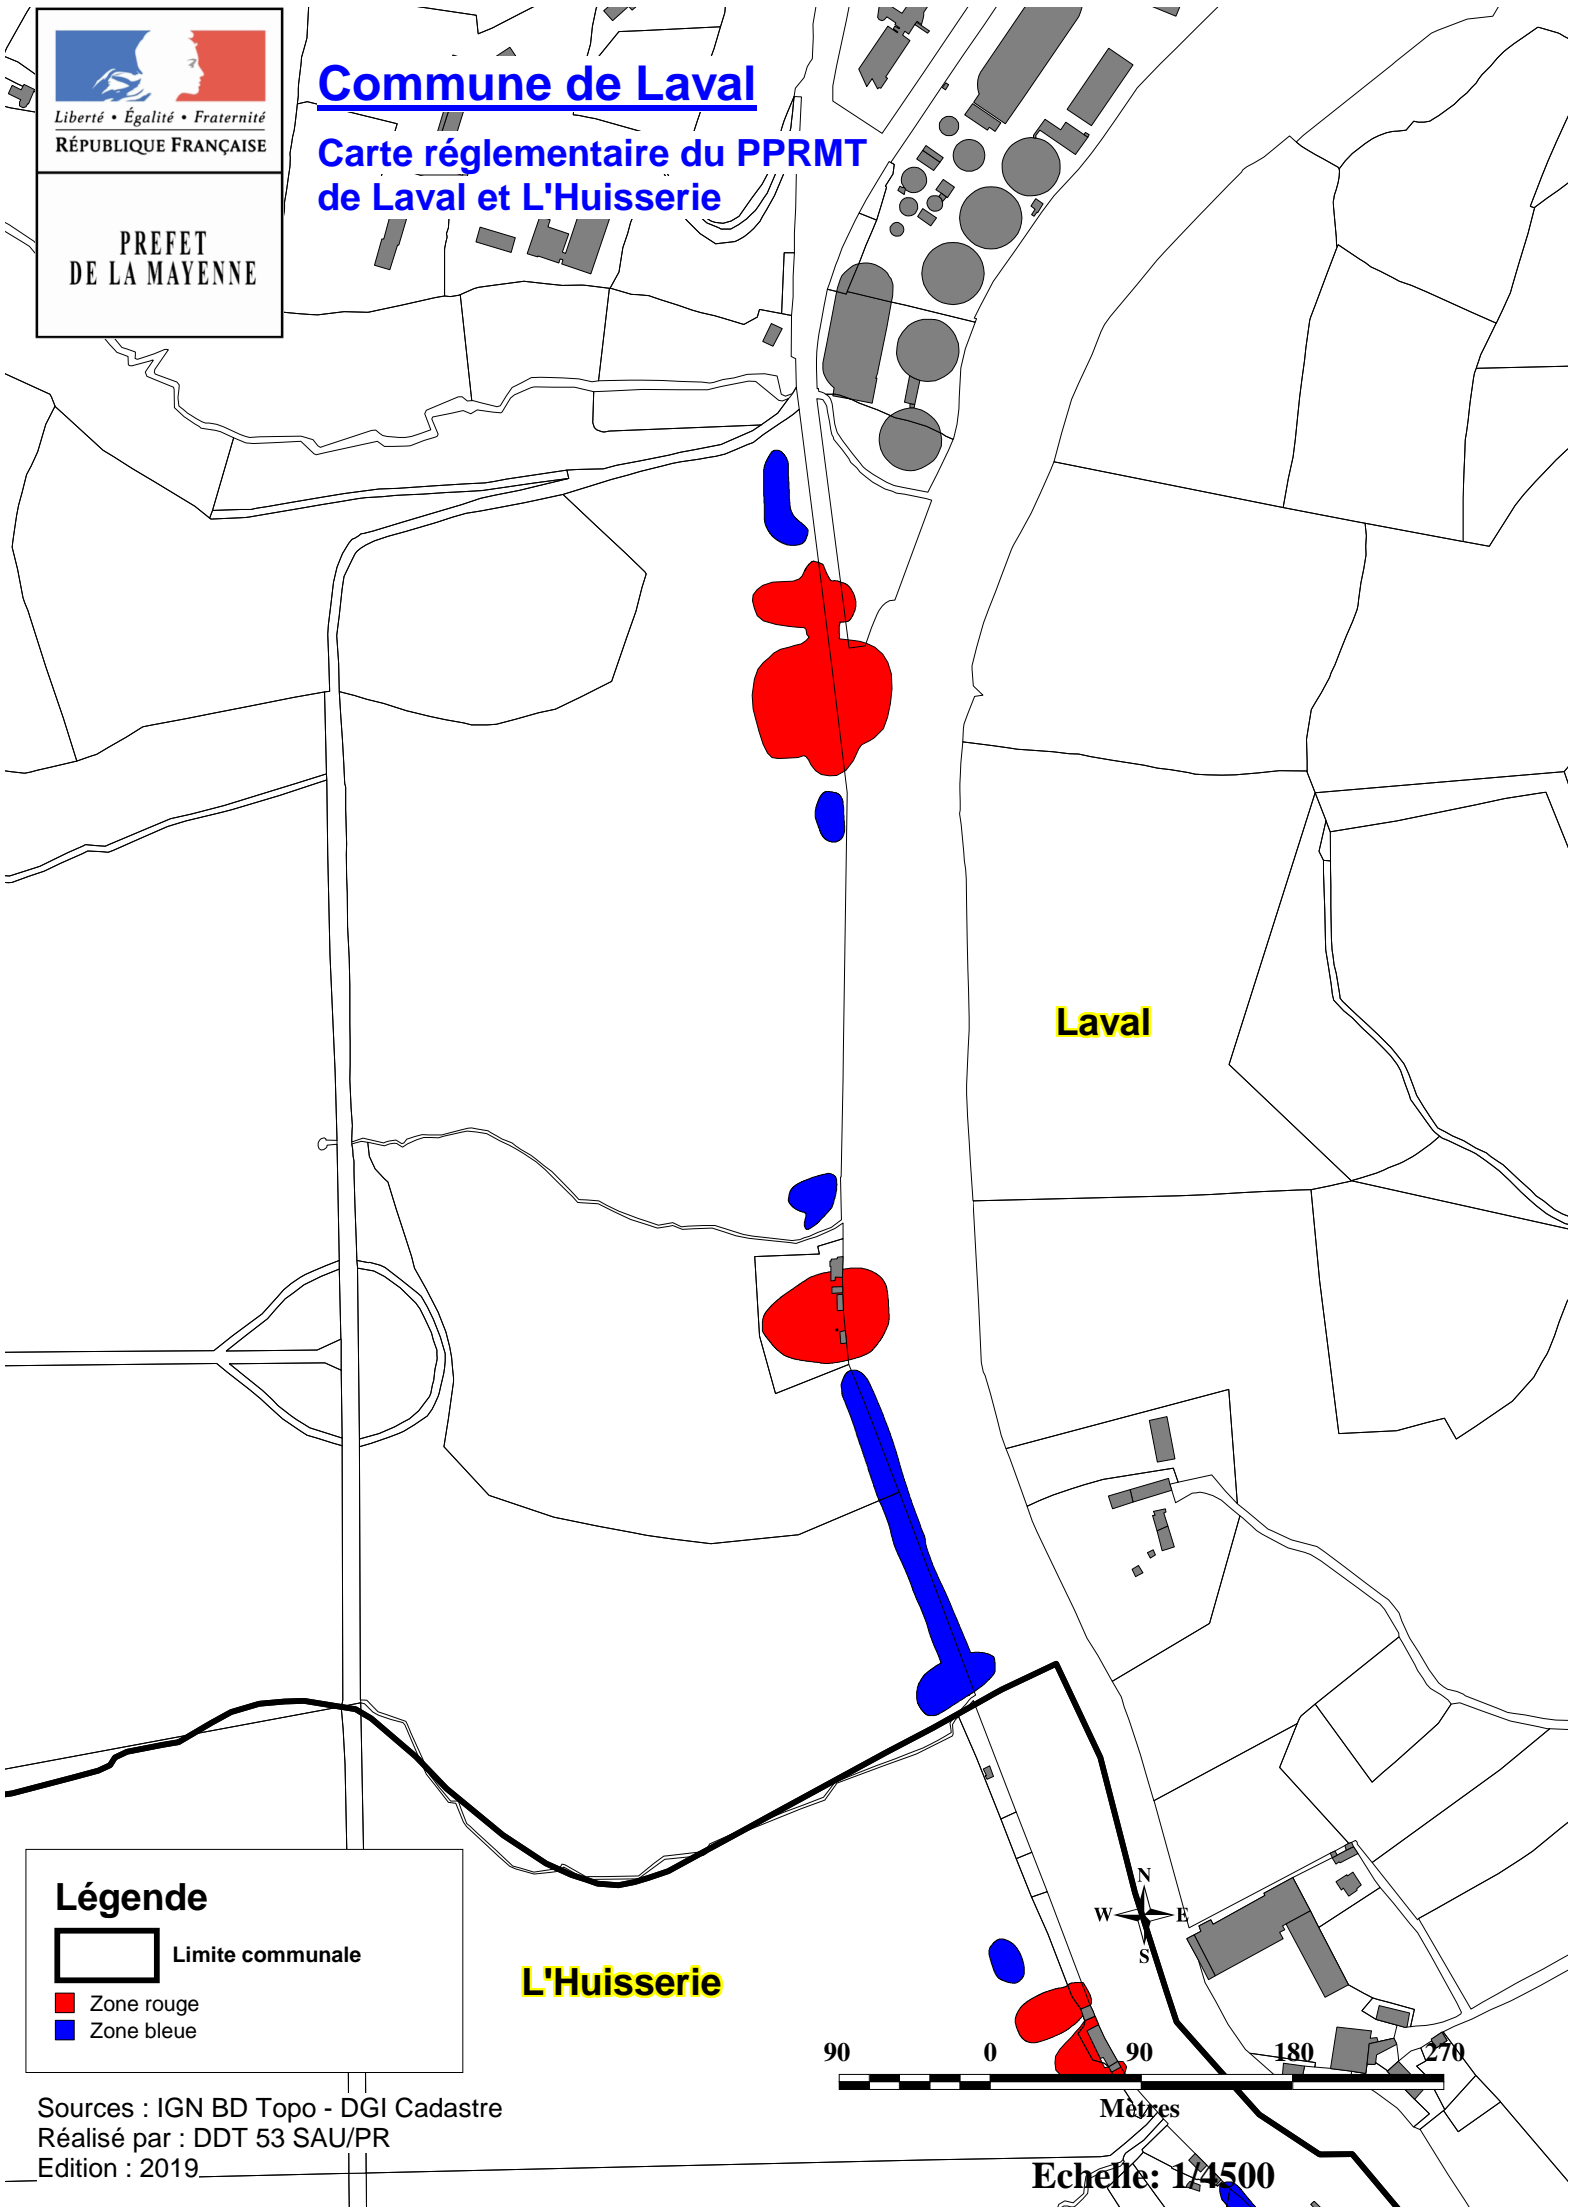 Liberté • Égalité • Fraternité
RÉPUBLIQUE FRANÇAISE
PREFET
DE LA MAYENNE
Commune de Laval
Carte réglementaire du PPRMT
de Laval et L'Huisserie
Laval
L'Huisserie
Légende
Limite communale
Zone rouge
Zone bleue
N
W E
S
90 0 90 180 270
Mètres
Echelle: 1/4500
Sources : IGN BD Topo - DGI Cadastre
Réalisé par : DDT 53 SAU/PR
Edition : 2019